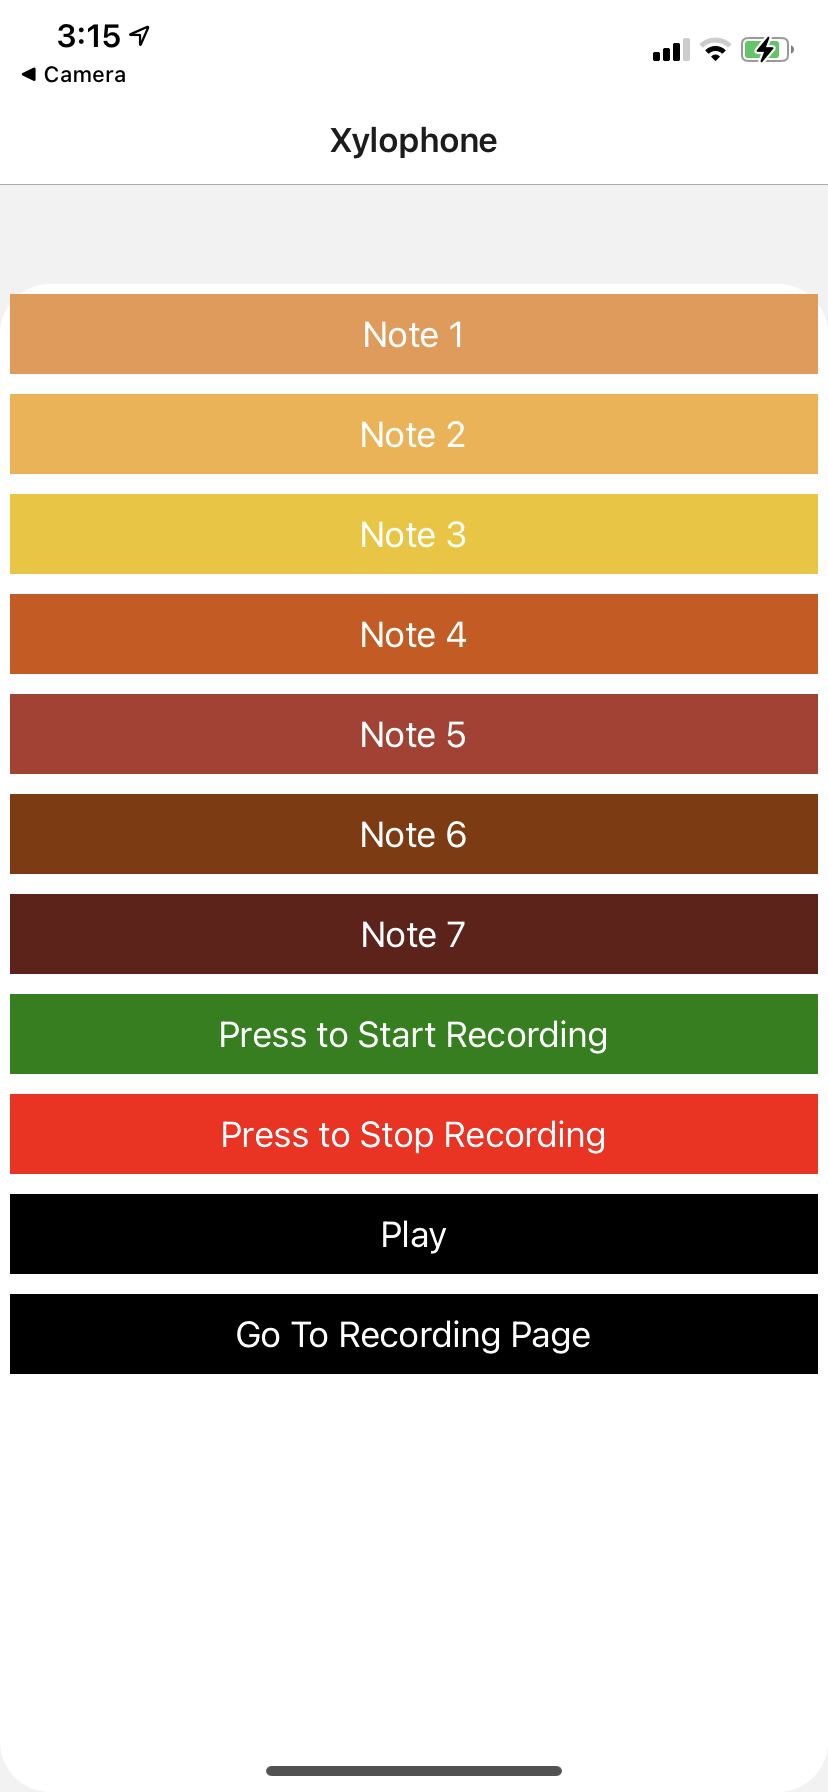 3:15
◀ Camera
Xylophone
Note 1
Note 2
Note 3
Note 4
Note 5
Note 6
Note 7
Press to Start Recording
Press to Stop Recording
Play
Go To Recording Page